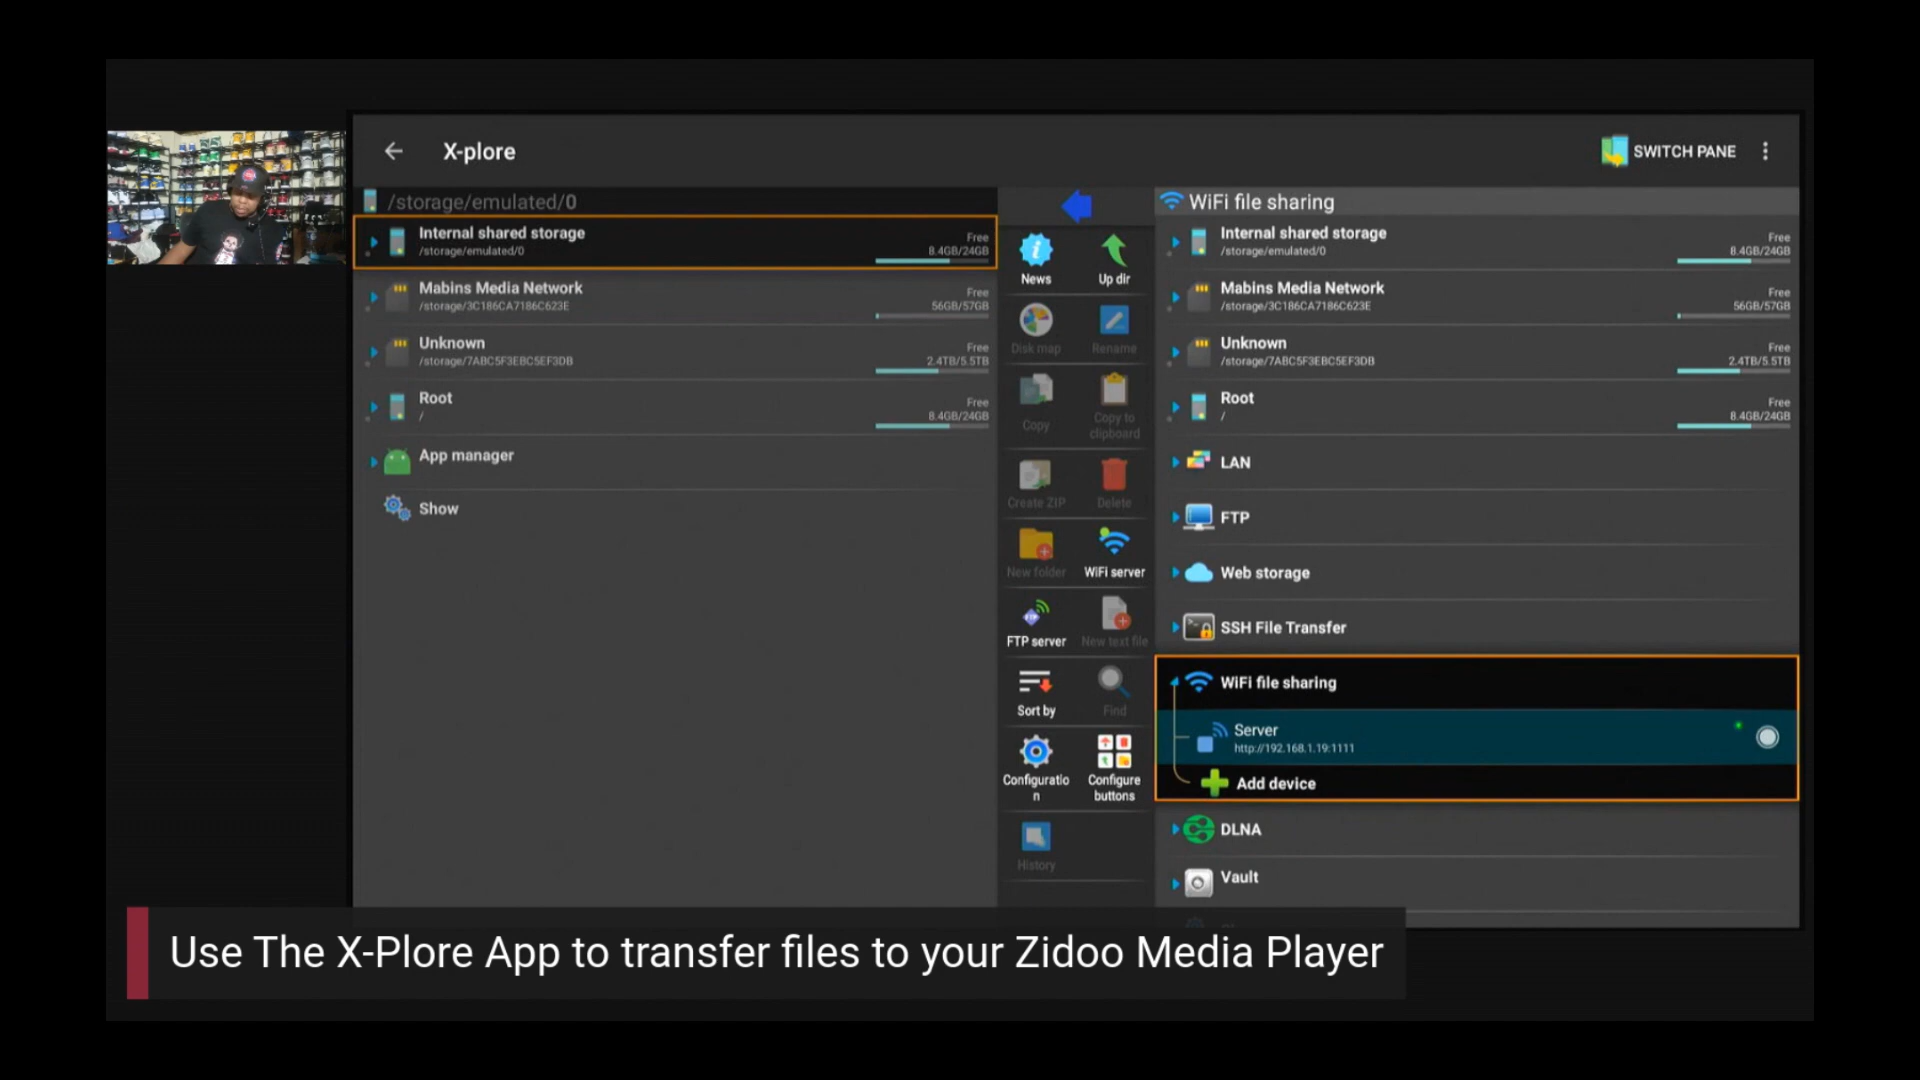 X-plore
SWITCH PANE
/storage/emulated/0
Internal shared storage
/storage/emulated/0
Free
8.4GB/24GB
Mabins Media Network
/storage/3C186CA7186C623E
Free
56GB/57GB
Unknown
/storage/7ABC5F3EBC5EF3DB
Free
2.4TB/5.5TB
Root
/
Free
8.4GB/24GB
App manager
Show
News
Up dir
Disk map
Rename
Copy
Copy to
clipboard
Create ZIP
Delete
New folder
WiFi server
FTP server
New text file
Sort by
Find
Configuratio
n
Configure
buttons
History
WiFi file sharing
Internal shared storage
/storage/emulated/0
Free
8.4GB/24GB
Mabins Media Network
/storage/3C186CA7186C623E
Free
56GB/57GB
Unknown
/storage/7ABC5F3EBC5EF3DB
Free
2.4TB/5.5TB
Root
/
Free
8.4GB/24GB
LAN
FTP
Web storage
SSH File Transfer
WiFi file sharing
Server
http://192.168.1.19:1111
Add device
DLNA
Vault
Use The X-Plore App to transfer files to your Zidoo Media Player